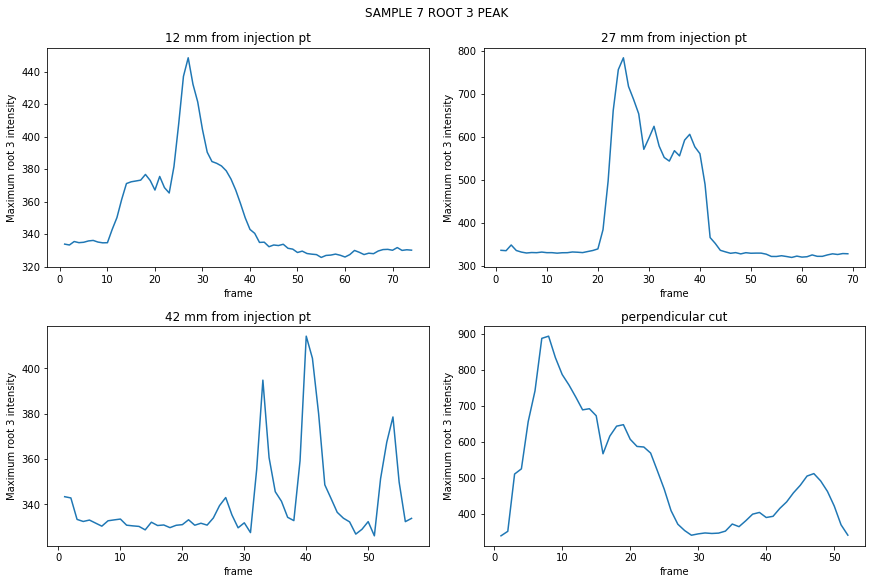 SAMPLE 7 ROOT 3 PEAK
12 mm from injection pt
Maximum root 3 intensity
440
420
400
380
360
340
320
0 10 20 30 40 50 60 70
frame
27 mm from injection pt
Maximum root 3 intensity
800
700
600
500
400
300
0 10 20 30 40 50 60 70
frame
42 mm from injection pt
Maximum root 3 intensity
400
380
360
340
0 10 20 30 40 50
frame
perpendicular cut
Maximum root 3 intensity
900
800
700
600
500
400
0 10 20 30 40 50
frame